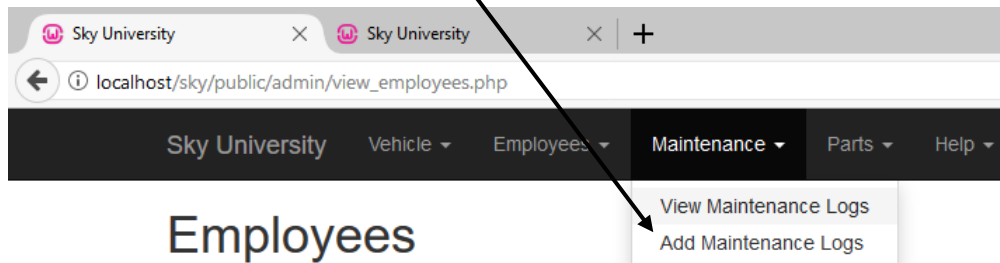 Sky University Sky University
localhost/sky/public/admin/view_employees.php
Sky University Vehicle Employees Maintenance Parts Help
View Maintenance Logs
Employees
Add Maintenance Logs